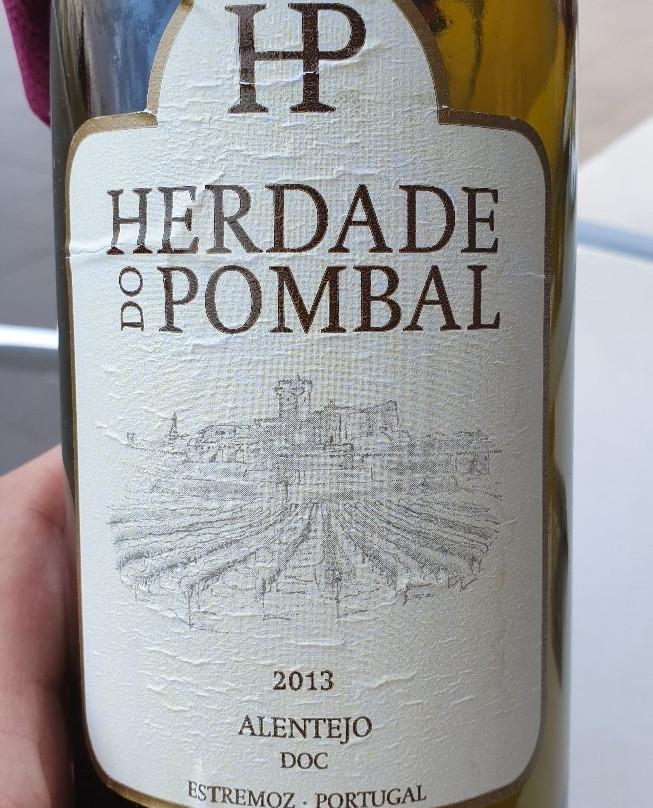 HP
HERDADE
DO POMBAL
2013
ALENTEJO
DOC
ESTREMOZ · PORTUGAL